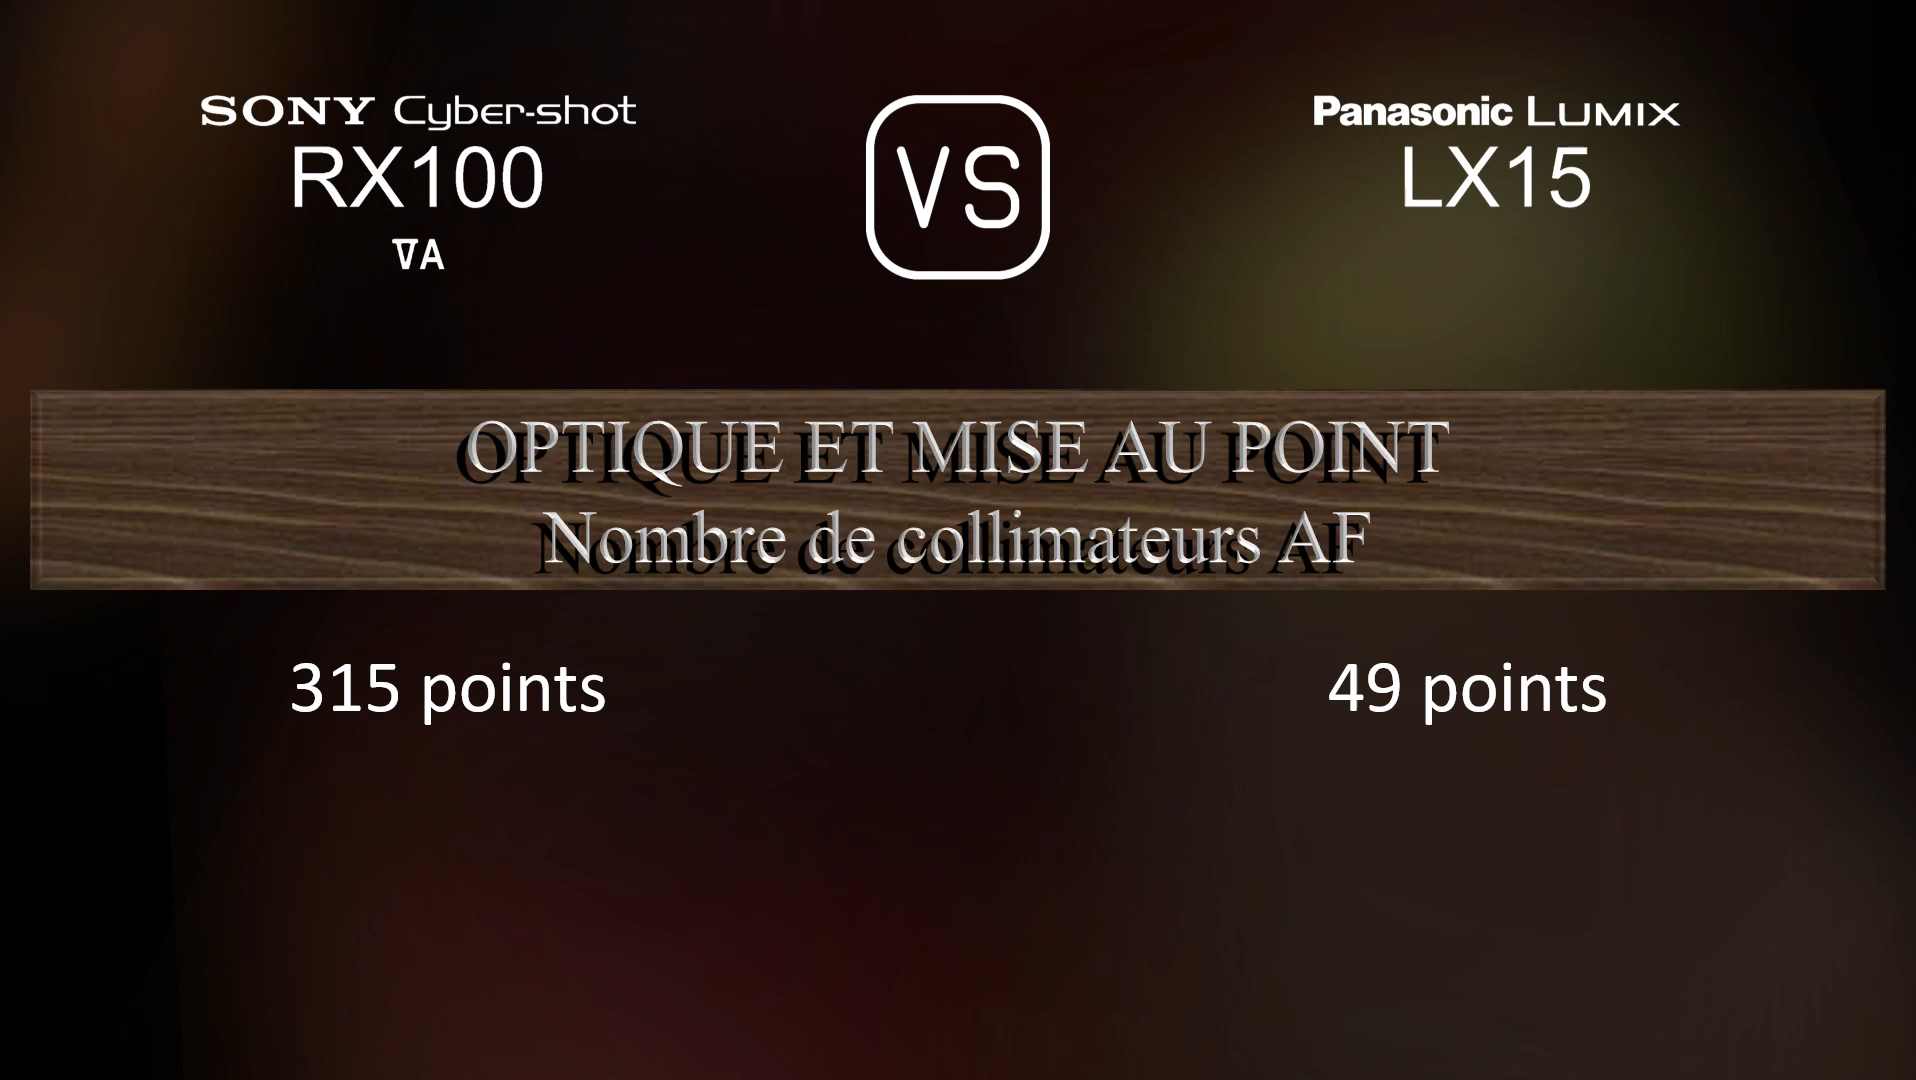 SONY Cyber-shot
RX100
VA
VS
Panasonic LUMIX
LX15
OPTIQUE ET MISE AU POINT
Nombre de collimateurs AF
315 points
49 points